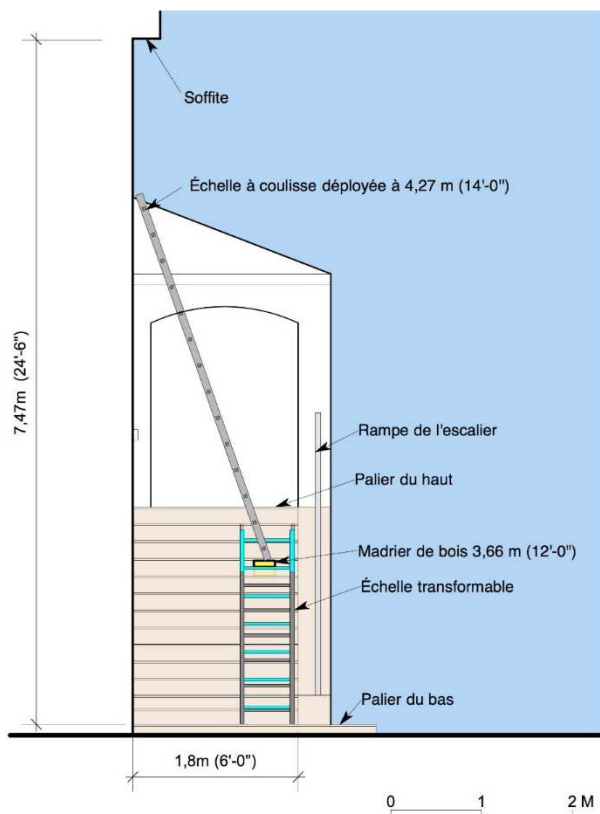 Soffite
Échelle à coulisse déployée à 4,27 m (14'-0")
7,47m (24'-6")
Rampe de l'escalier
Palier du haut
Madrier de bois 3,66 m (12'-0")
Échelle transformable
Palier du bas
1,8m (6'-0")
0 1 2 M